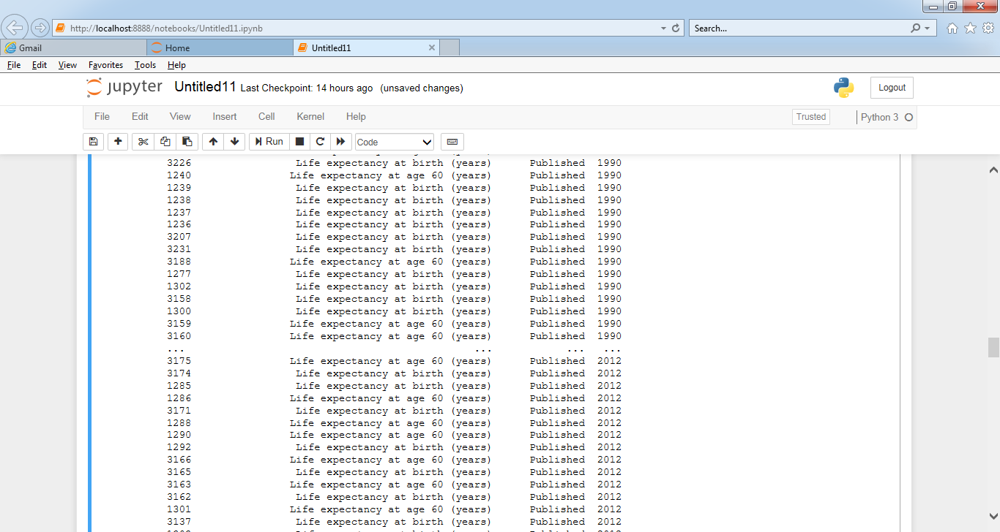 http://localhost:8888/notebooks/Untitled11.ipynb
Search...
Gmail
Home
Untitled11
File Edit View Favorites Tools Help
jupyter Untitled11 Last Checkpoint: 14 hours ago (unsaved changes)
Logout
File Edit View Insert Cell Kernel Help
Trusted
Python 3
Run
Code
3226 Life expectancy at birth (years) Published 1990
1240 Life expectancy at age 60 (years) Published 1990
1239 Life expectancy at birth (years) Published 1990
1238 Life expectancy at birth (years) Published 1990
1237 Life expectancy at birth (years) Published 1990
1236 Life expectancy at birth (years) Published 1990
3207 Life expectancy at birth (years) Published 1990
3231 Life expectancy at birth (years) Published 1990
3188 Life expectancy at age 60 (years) Published 1990
1277 Life expectancy at birth (years) Published 1990
1302 Life expectancy at birth (years) Published 1990
3158 Life expectancy at birth (years) Published 1990
1300 Life expectancy at birth (years) Published 1990
3159 Life expectancy at age 60 (years) Published 1990
3160 Life expectancy at age 60 (years) Published 1990
... ... ... ...
3175 Life expectancy at age 60 (years) Published 2012
3174 Life expectancy at birth (years) Published 2012
1285 Life expectancy at birth (years) Published 2012
1286 Life expectancy at age 60 (years) Published 2012
3171 Life expectancy at birth (years) Published 2012
1288 Life expectancy at age 60 (years) Published 2012
1290 Life expectancy at age 60 (years) Published 2012
1292 Life expectancy at birth (years) Published 2012
3166 Life expectancy at age 60 (years) Published 2012
3165 Life expectancy at birth (years) Published 2012
3163 Life expectancy at age 60 (years) Published 2012
3162 Life expectancy at birth (years) Published 2012
1301 Life expectancy at age 60 (years) Published 2012
3137 Life expectancy at birth (years) Published 2012